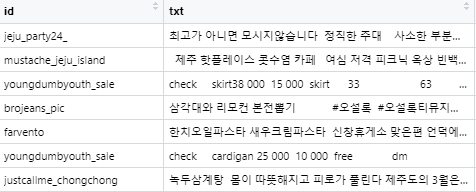 id txt
jeju_party24_ 최고가 아니면 모시지않습니다 정직한 주대 사소한 부분...
mustache_jeju_island 제주 핫플레이스 콧수염 카페 여심 저격 피크닉 옥상 빈백...
youngdumbyouth_sale check skirt38 000 15 000 skirt 33 63 ...
brojeans_pic 삼각대와 리모컨 본전뽑기 #오설록 #오설록티뮤지...
farvento 한치오일파스타 새우크림파스타 신창휴게소 맞은편 언덕에...
youngdumbyouth_sale check cardigan 25 000 10 000 free dm
justcallme_chongchong 녹두삼계탕 몸이 따뜻해지고 피로가 풀린다 제주도의 3월은...